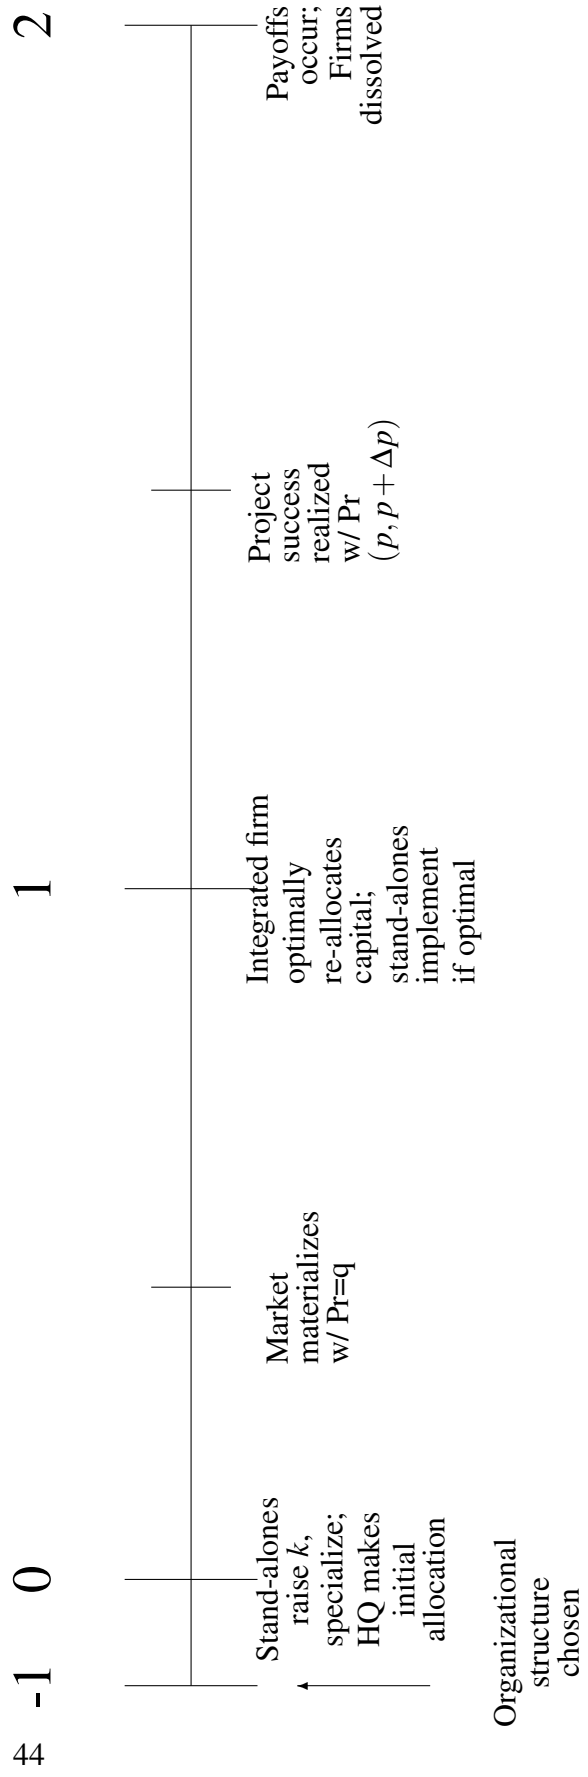 44
-1
0
1
2
Organizational
structure
chosen
Stand-alones
raise k,
specialize;
HQ makes
initial
allocation
Market
materializes
w/ Pr=q
Integrated firm
optimally
re-allocates
capital;
stand-alones
implement
if optimal
Project
success
realized
w/ Pr
(p, p + Δp)
Payoffs
occur;
Firms
dissolved